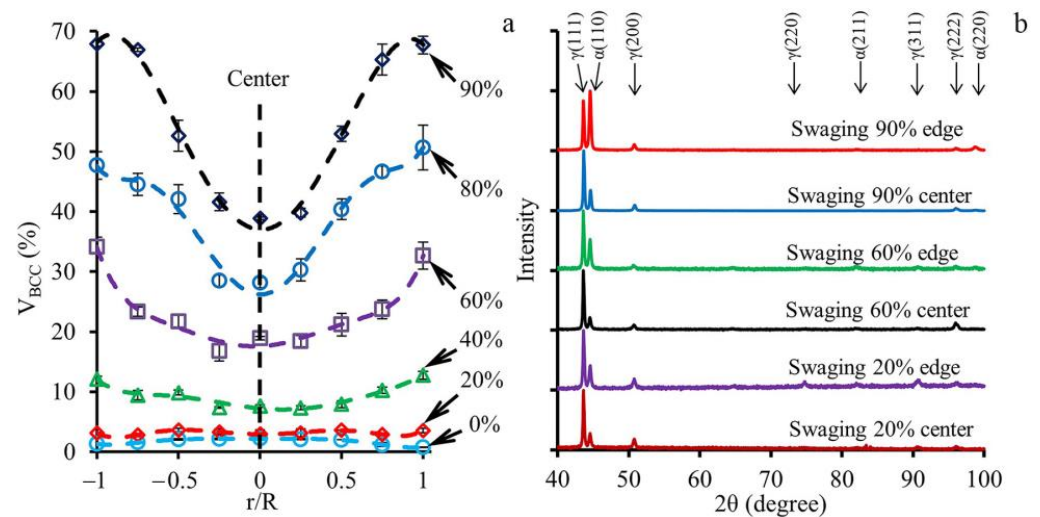 a
70
60
50
40
30
20
10
0
V_BCC (%)
−1
−0.5
0
0.5
1
r/R
Center
90%
80%
60%
40%
20%
0%
b
γ(111)
α(110)
γ(200)
γ(220)
α(211)
γ(311)
γ(222)
α(220)
Swaging 90% edge
Swaging 90% center
Swaging 60% edge
Swaging 60% center
Swaging 20% edge
Swaging 20% center
Intensity
40
50
60
70
80
90
100
2θ (degree)